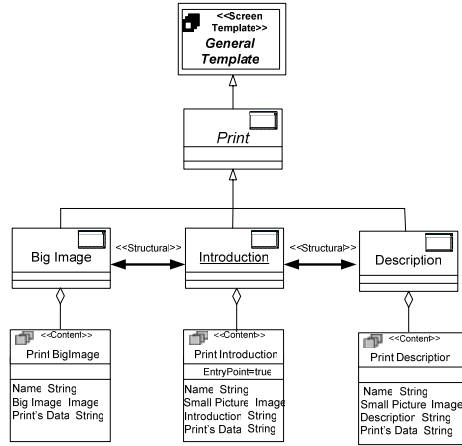 <<Screen
Template>>
General
Template
Print
Big Image
<<Structural>>
Introduction
<<Structural>>
Description
<<Content>>
Print BigImage
Name String
Big Image Image
Print's Data String
<<Content>>
Print Introduction
EntryPoint=true
Name String
Small Picture Image
Introduction String
Print's Data String
<<Content>>
Print Description
Name String
Small Picture Image
Description String
Print's Data String